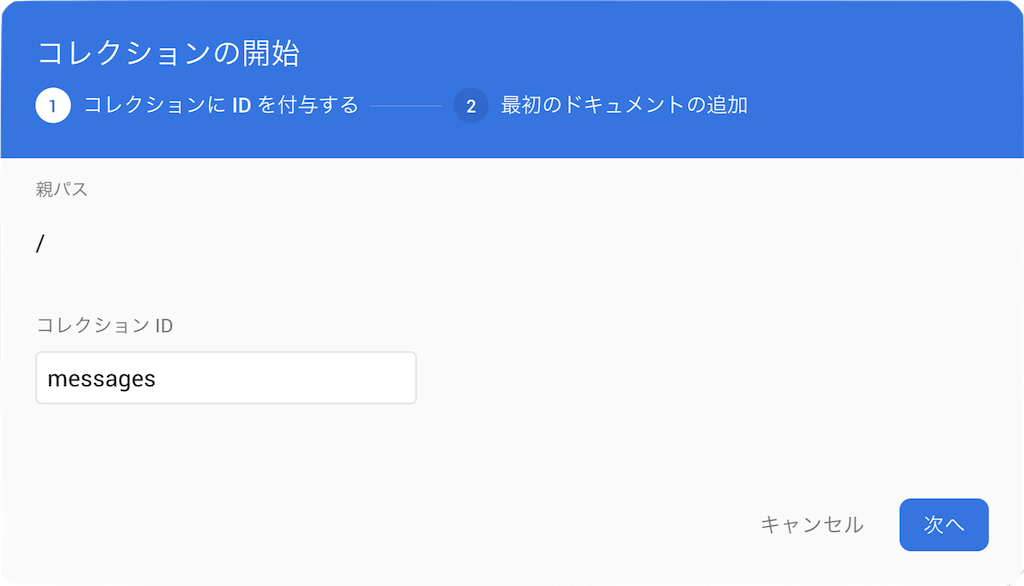 コレクションの開始
1 コレクションに ID を付与する 2 最初のドキュメントの追加
親パス
/
コレクション ID
messages
キャンセル 次へ